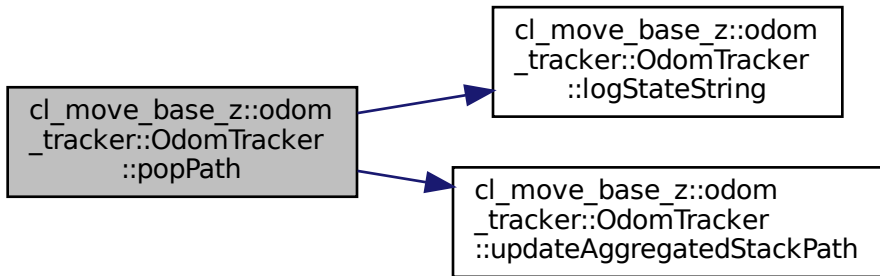 cl_move_base_z::odom
_tracker::OdomTracker
::popPath
cl_move_base_z::odom
_tracker::OdomTracker
::logStateString
cl_move_base_z::odom
_tracker::OdomTracker
::updateAggregatedStackPath